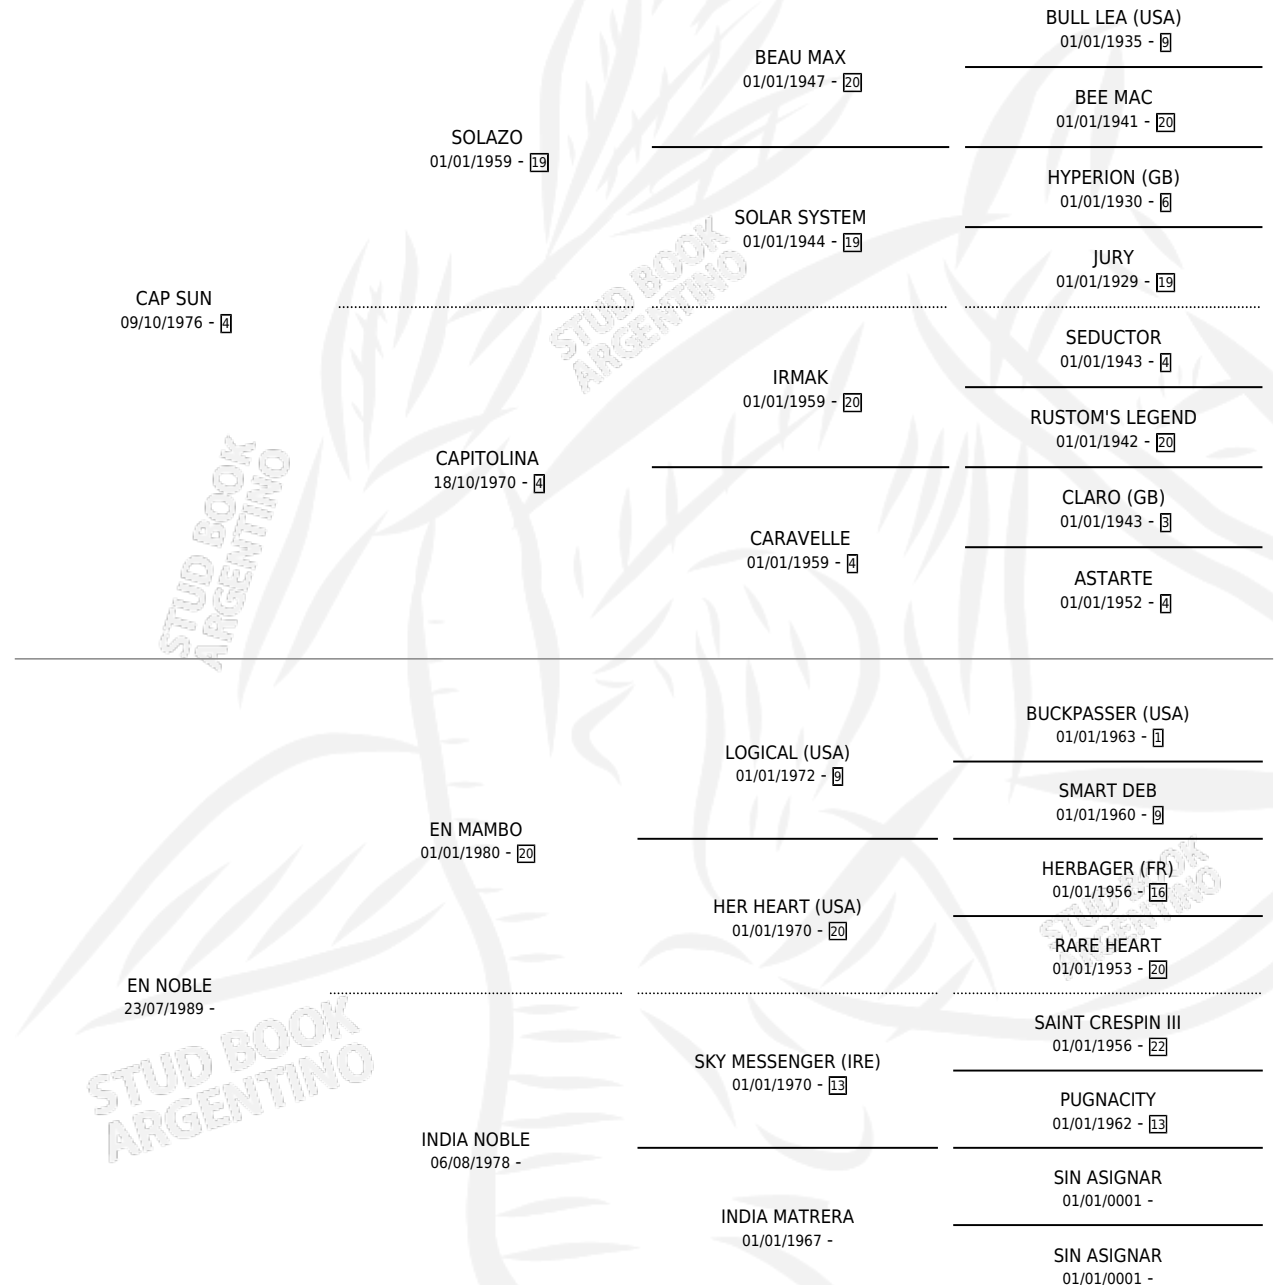 BULL LEA (USA)
01/01/1935 - 9
BEAU MAX
01/01/1947 - 20
BEE MAC
01/01/1941 - 20
SOLAZO
01/01/1959 - 19
HYPERION (GB)
01/01/1930 - 6
SOLAR SYSTEM
01/01/1944 - 19
JURY
01/01/1929 - 19
CAP SUN
09/10/1976 - 4
SEDUCTOR
01/01/1943 - 4
IRMAK
01/01/1959 - 20
RUSTOM'S LEGEND
01/01/1942 - 20
CAPITOLINA
18/10/1970 - 4
CLARO (GB)
01/01/1943 - 3
CARAVELLE
01/01/1959 - 4
ASTARTE
01/01/1952 - 4
BUCKPASSER (USA)
01/01/1963 - 1
LOGICAL (USA)
01/01/1972 - 9
SMART DEB
01/01/1960 - 9
EN MAMBO
01/01/1980 - 20
HERBAGER (FR)
01/01/1956 - 16
HER HEART (USA)
01/01/1970 - 20
RARE HEART
01/01/1953 - 20
EN NOBLE
23/07/1989 -
SAINT CRESPIN III
01/01/1956 - 22
SKY MESSENGER (IRE)
01/01/1970 - 13
PUGNACITY
01/01/1962 - 13
INDIA NOBLE
06/08/1978 -
SIN ASIGNAR
01/01/0001 -
INDIA MATRERA
01/01/1967 -
SIN ASIGNAR
01/01/0001 -
STUD BOOK
ARGENTINO
STUD BOOK
ARGENTINO
STUD BOOK
ARGENTINO
STUD BOOK
ARGENTINO